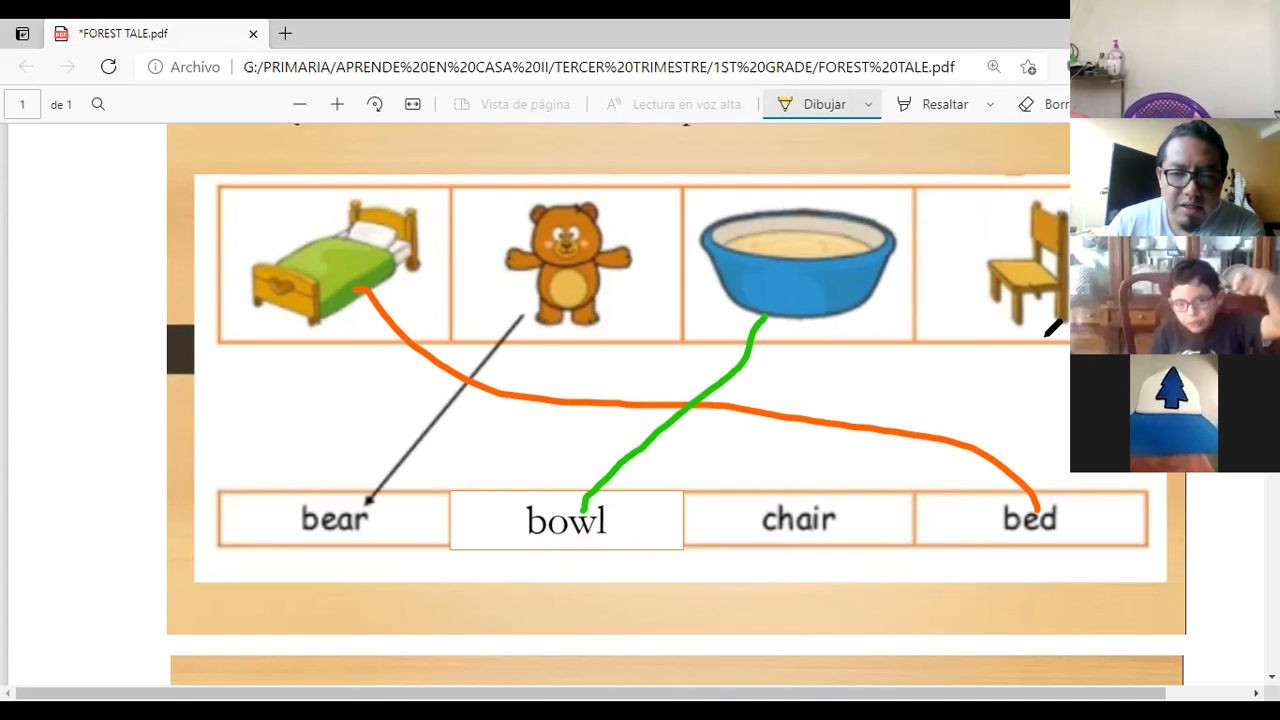 *FOREST TALE.pdf
Archivo G:/PRIMARIA/APRENDE%20EN%20CASA%20II/TERCER%20TRIMESTRE/1ST%20GRADE/FOREST%20TALE.pdf
1 de 1 Vista de página Lectura en voz alta Dibujar Resaltar
bear bowl chair bed